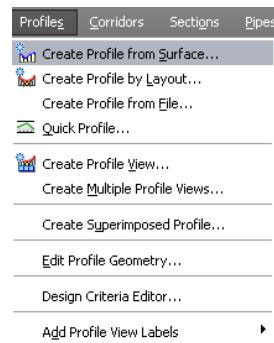 Profiles Corridors Sections Pipes
Create Profile from Surface...
Create Profile by Layout...
Create Profile from File...
Quick Profile...
Create Profile View...
Create Multiple Profile Views...
Create Superimposed Profile...
Edit Profile Geometry...
Design Criteria Editor...
Add Profile View Labels